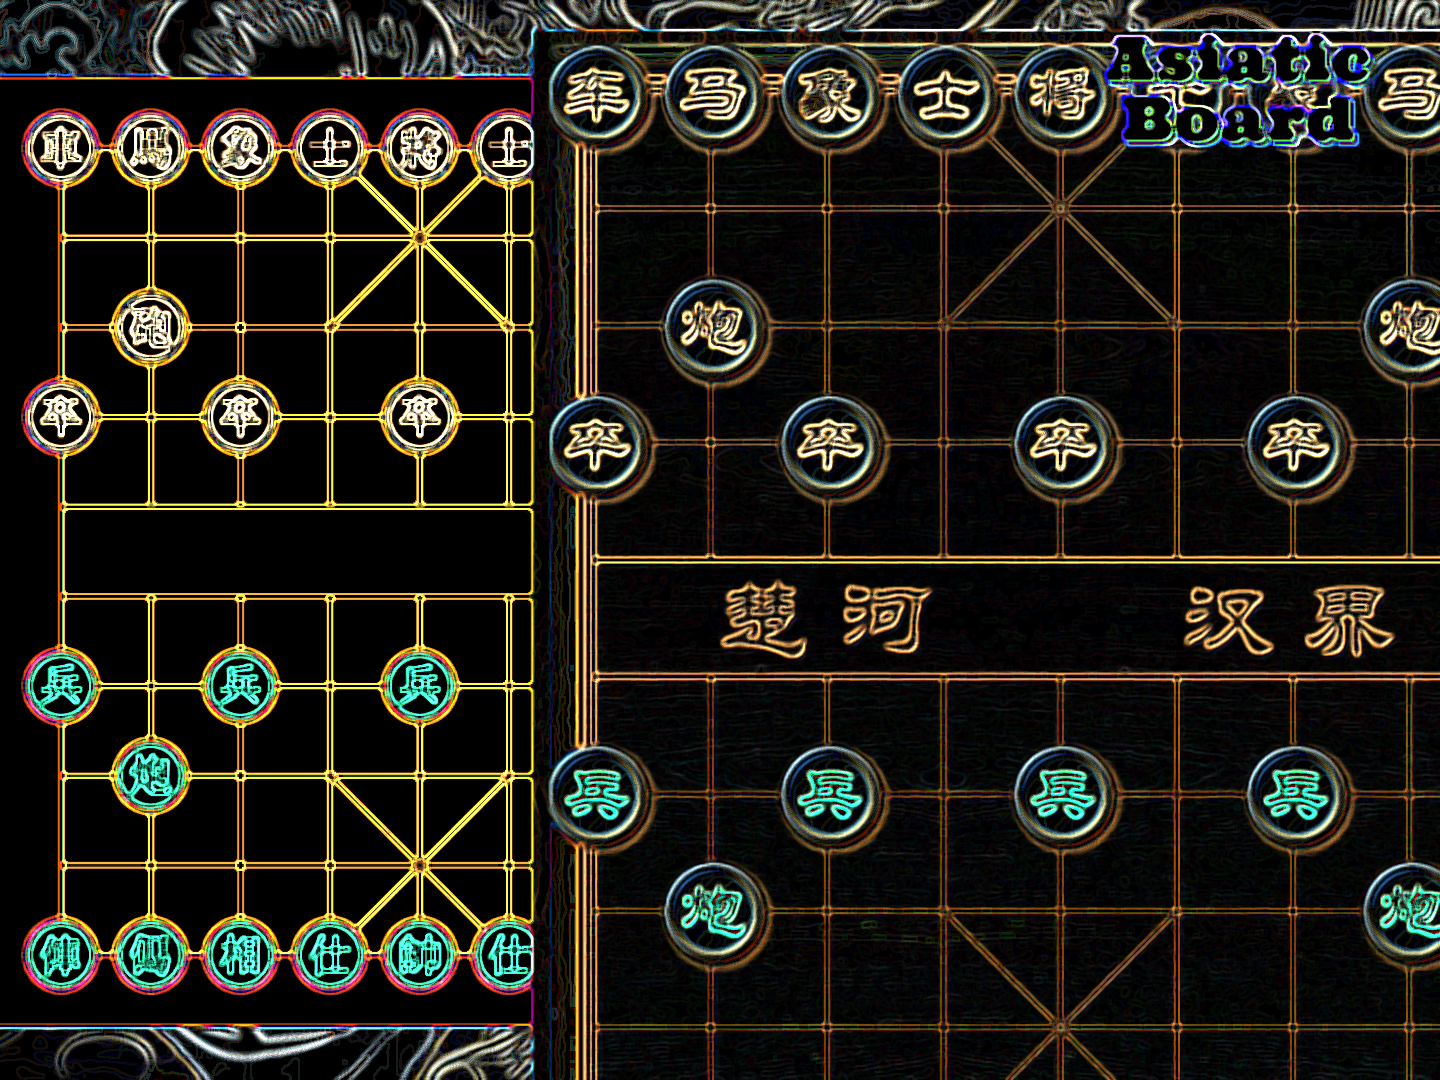 Asiatic
Board
車 馬 象 士 將 士
砲
卒 卒 卒
兵 兵 兵
炮
俥 傌 相 仕 帥 仕
车 马 象 士 将 马
炮 炮
卒 卒 卒 卒
楚河 汉界
兵 兵 兵 兵
炮 炮